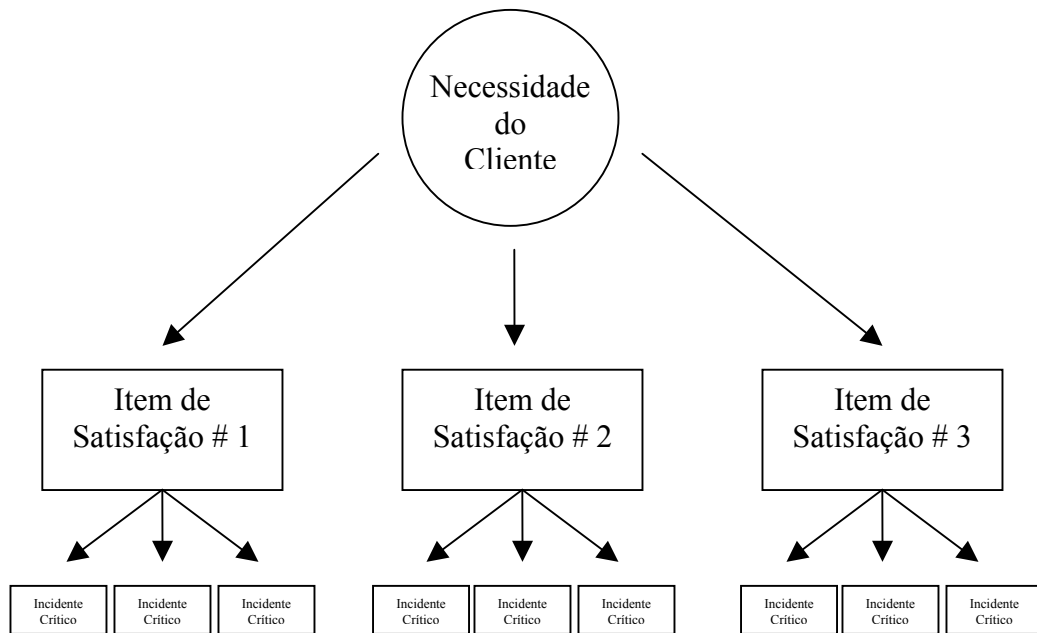 Necessidade
do
Cliente
Item de
Satisfação # 1
Item de
Satisfação # 2
Item de
Satisfação # 3
Incidente
Crítico
Incidente
Crítico
Incidente
Crítico
Incidente
Crítico
Incidente
Crítico
Incidente
Crítico
Incidente
Crítico
Incidente
Crítico
Incidente
Crítico